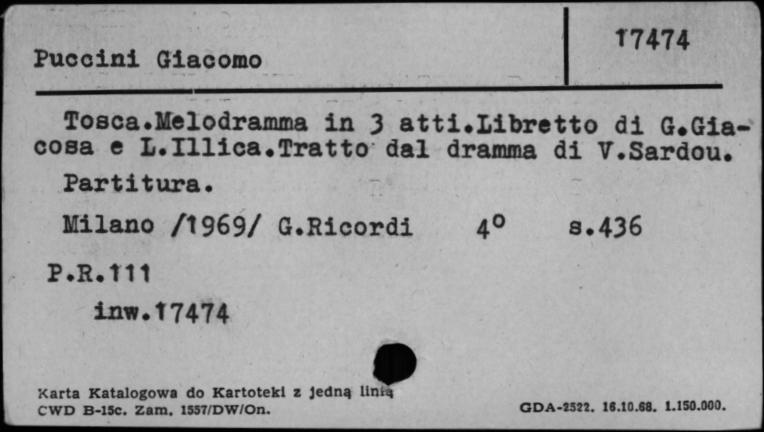 17474
Puccini Giacomo
Tosca.Melodramma in 3 atti.Libretto di G.Gia-
cosa e L.Illica.Tratto dal dramma di V.Sardou.
Partitura.
Milano /1969/ G.Ricordi 4º s.436
P.R.111
inw.17474
Karta Katalogowa do Kartoteki z jedną linią
CWD B-15c. Zam. 1557/DW/On. GDA-2522. 16.10.68. 1.150.000.